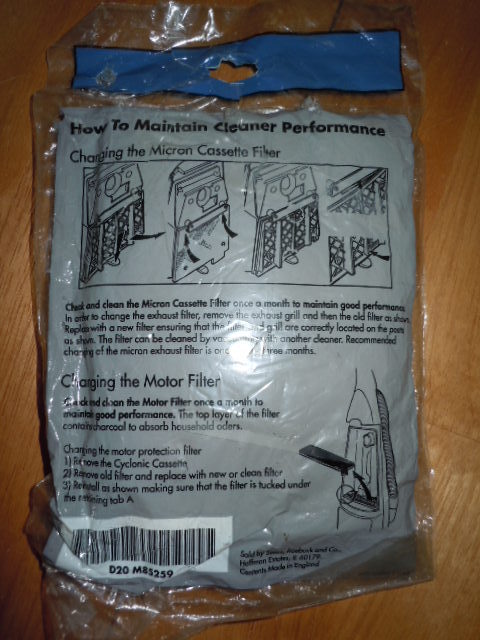 How To Maintain Cleaner Performance
Changing the Micron Cassette Filter
Check and clean the Micron Cassette Filter once a month to maintain good performance.
In order to change the exhaust filter, remove the exhaust grill and then the old filter as shown.
Replace with a new filter ensuring that the filter and grill are correctly located on the posts
as shown. The filter can be cleaned by vacuuming with another cleaner. Recommended
changing of the micron exhaust filter is once every three months.
Changing the Motor Filter
Check and clean the Motor Filter once a month to
maintain good performance. The top layer of the filter
contains charcoal to absorb household odors.
Changing the motor protection filter
1) Remove the Cyclonic Cassette
2) Remove old filter and replace with new or clean filter
3) Reinstall as shown making sure that the filter is tucked under
the retaining tab A
D20 M85259
Sold by Sears, Roebuck and Co.,
Hoffman Estates, IL 60179.
Contents Made in England